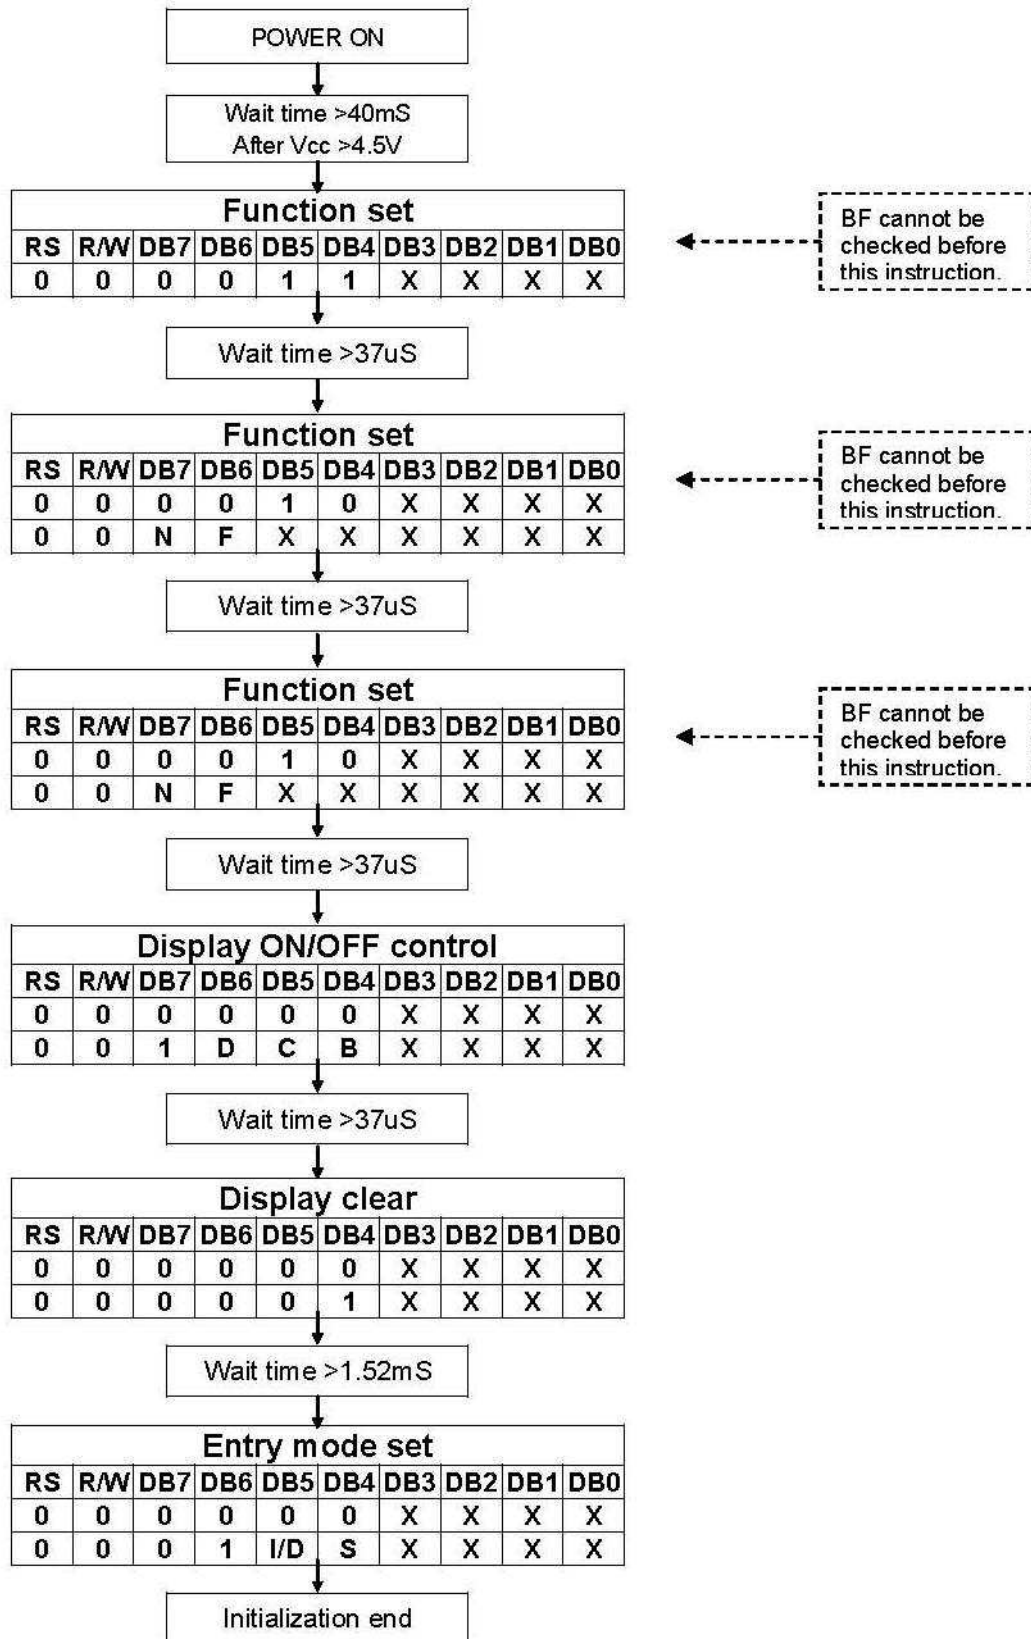 POWER ON
Wait time >40mS
After Vcc >4.5V
Function set
RS R/W DB7 DB6 DB5 DB4 DB3 DB2 DB1 DB0
0 0 0 0 1 1 X X X X
BF cannot be
checked before
this instruction.
Wait time >37uS
Function set
RS R/W DB7 DB6 DB5 DB4 DB3 DB2 DB1 DB0
0 0 0 0 1 0 X X X X
0 0 N F X X X X X X
BF cannot be
checked before
this instruction.
Wait time >37uS
Function set
RS R/W DB7 DB6 DB5 DB4 DB3 DB2 DB1 DB0
0 0 0 0 1 0 X X X X
0 0 N F X X X X X X
BF cannot be
checked before
this instruction.
Wait time >37uS
Display ON/OFF control
RS R/W DB7 DB6 DB5 DB4 DB3 DB2 DB1 DB0
0 0 0 0 0 0 X X X X
0 0 1 D C B X X X X
Wait time >37uS
Display clear
RS R/W DB7 DB6 DB5 DB4 DB3 DB2 DB1 DB0
0 0 0 0 0 0 X X X X
0 0 0 0 0 1 X X X X
Wait time >1.52mS
Entry mode set
RS R/W DB7 DB6 DB5 DB4 DB3 DB2 DB1 DB0
0 0 0 0 0 0 X X X X
0 0 0 1 I/D S X X X X
Initialization end